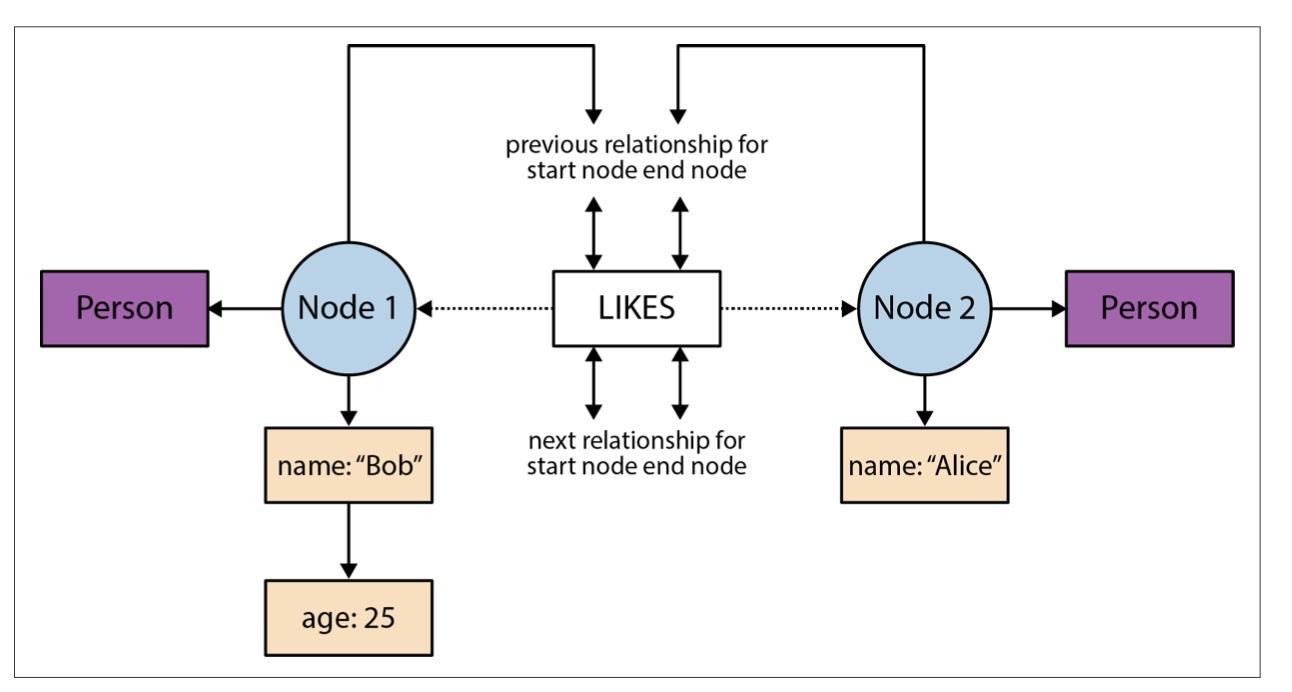 previous relationship for
start node end node
Person
Node 1
LIKES
Node 2
Person
name: “Bob”
next relationship for
start node end node
name: “Alice”
age: 25